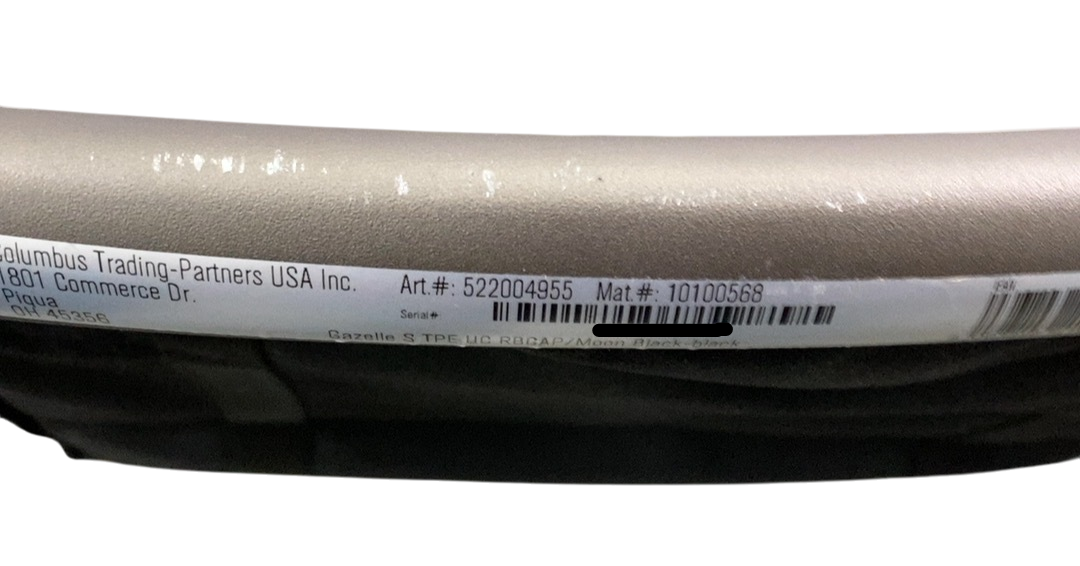 Columbus Trading-Partners USA Inc.
1801 Commerce Dr.
Piqua
OH 45356
Art.#: 522004955 Mat.#: 10100568
Serial#
Gazelle S TPE UC RBCAP/Moon Black-black
EAN